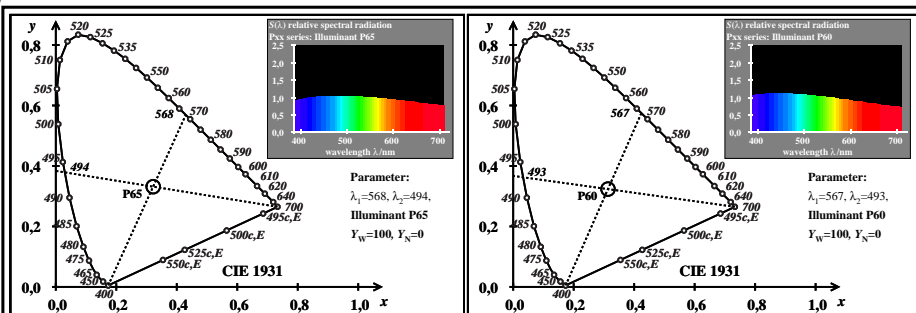 y
520
525
535
550
560
570
580
590
600
610
620
640
700
510
505
500
495
494
490
485
480
475
465
450
400
568
P65
495c,E
500c,E
525c,E
550c,E
0,8
0,6
0,4
0,2
0,0
0,0 0,2 0,4 0,6 0,8 1,0
x
CIE 1931
S(λ) relative spectral radiation
Pxx series: Illuminant P65
2,5
2,0
1,5
1,0
0,5
0,0
400 500 600 700
wavelength λ/nm
Parameter:
λ1=568, λ2=494,
Illuminant P65
YW=100, YN=0
y
520
525
535
550
560
570
580
590
600
610
620
640
700
510
505
500
495
493
490
485
480
475
465
450
400
567
P60
495c,E
500c,E
525c,E
550c,E
0,8
0,6
0,4
0,2
0,0
0,0 0,2 0,4 0,6 0,8 1,0
x
CIE 1931
S(λ) relative spectral radiation
Pxx series: Illuminant P60
2,5
2,0
1,5
1,0
0,5
0,0
400 500 600 700
wavelength λ/nm
Parameter:
λ1=567, λ2=493,
Illuminant P60
YW=100, YN=0